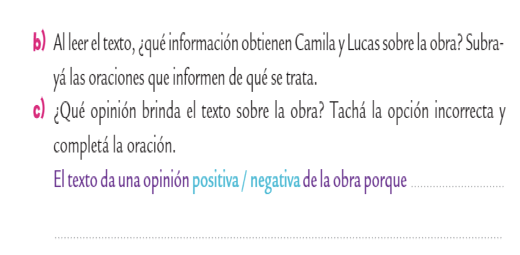 b) Al leer el texto, ¿qué información obtienen Camila y Lucas sobre la obra? Subra-
yá las oraciones que informen de qué se trata.
c) ¿Qué opinión brinda el texto sobre la obra? Tachá la opción incorrecta y
completá la oración.
El texto da una opinión positiva / negativa de la obra porque